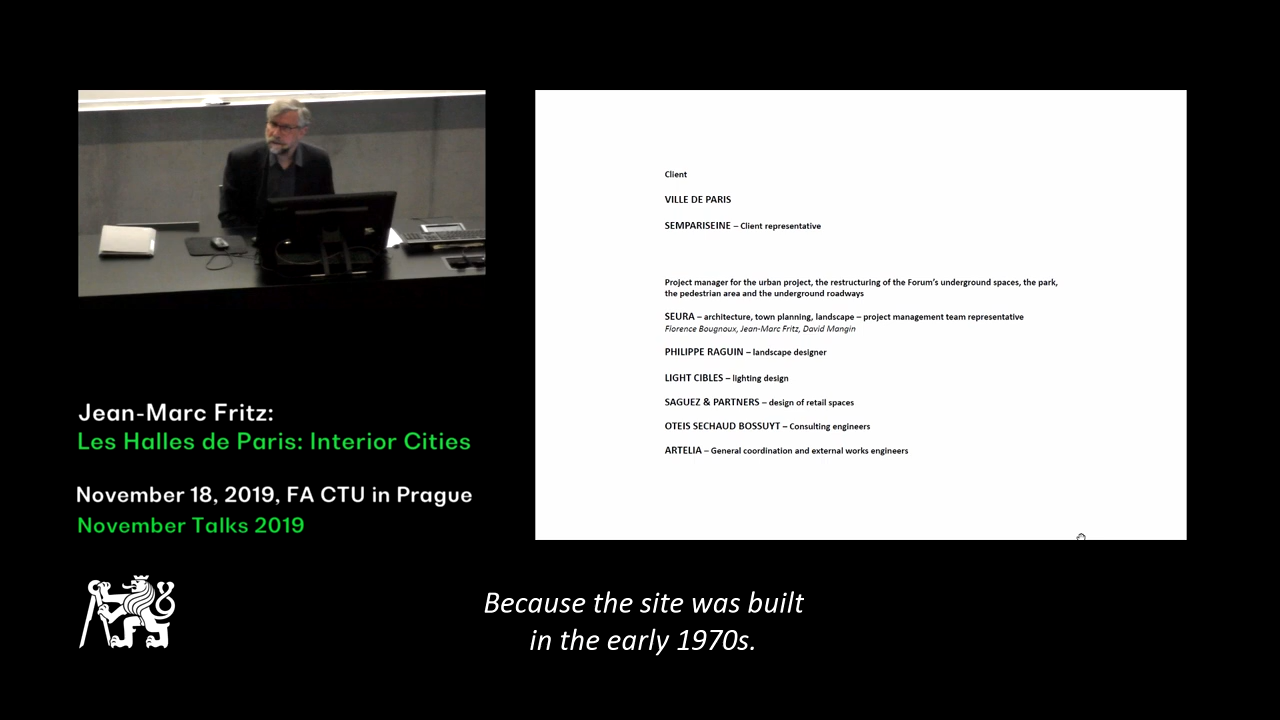 Client
VILLE DE PARIS
SEMPARISEINE – Client representative
Project manager for the urban project, the restructuring of the Forum's underground spaces, the park,
the pedestrian area and the underground roadways
SEURA – architecture, town planning, landscape – project management team representative
Florence Bougnoux, Jean-Marc Fritz, David Mangin
PHILIPPE RAGUIN – landscape designer
LIGHT CIBLES – lighting design
SAGUEZ & PARTNERS – design of retail spaces
OTEIS SECHAUD BOSSUYT – Consulting engineers
ARTELIA – General coordination and external works engineers
Jean-Marc Fritz:
Les Halles de Paris: Interior Cities
November 18, 2019, FA CTU in Prague
November Talks 2019
Because the site was built
in the early 1970s.